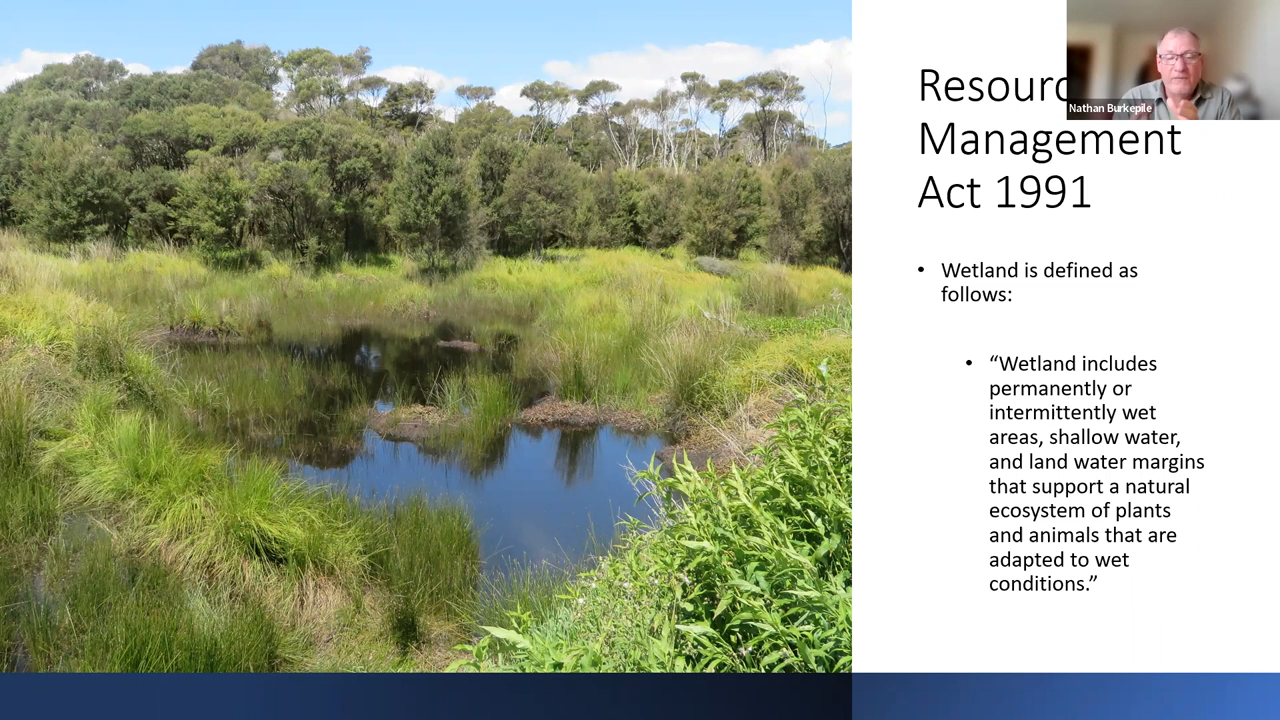 Resourc
Management
Act 1991
Nathan Burkepile
• Wetland is defined as
follows:
• “Wetland includes
permanently or
intermittently wet
areas, shallow water,
and land water margins
that support a natural
ecosystem of plants
and animals that are
adapted to wet
conditions.”